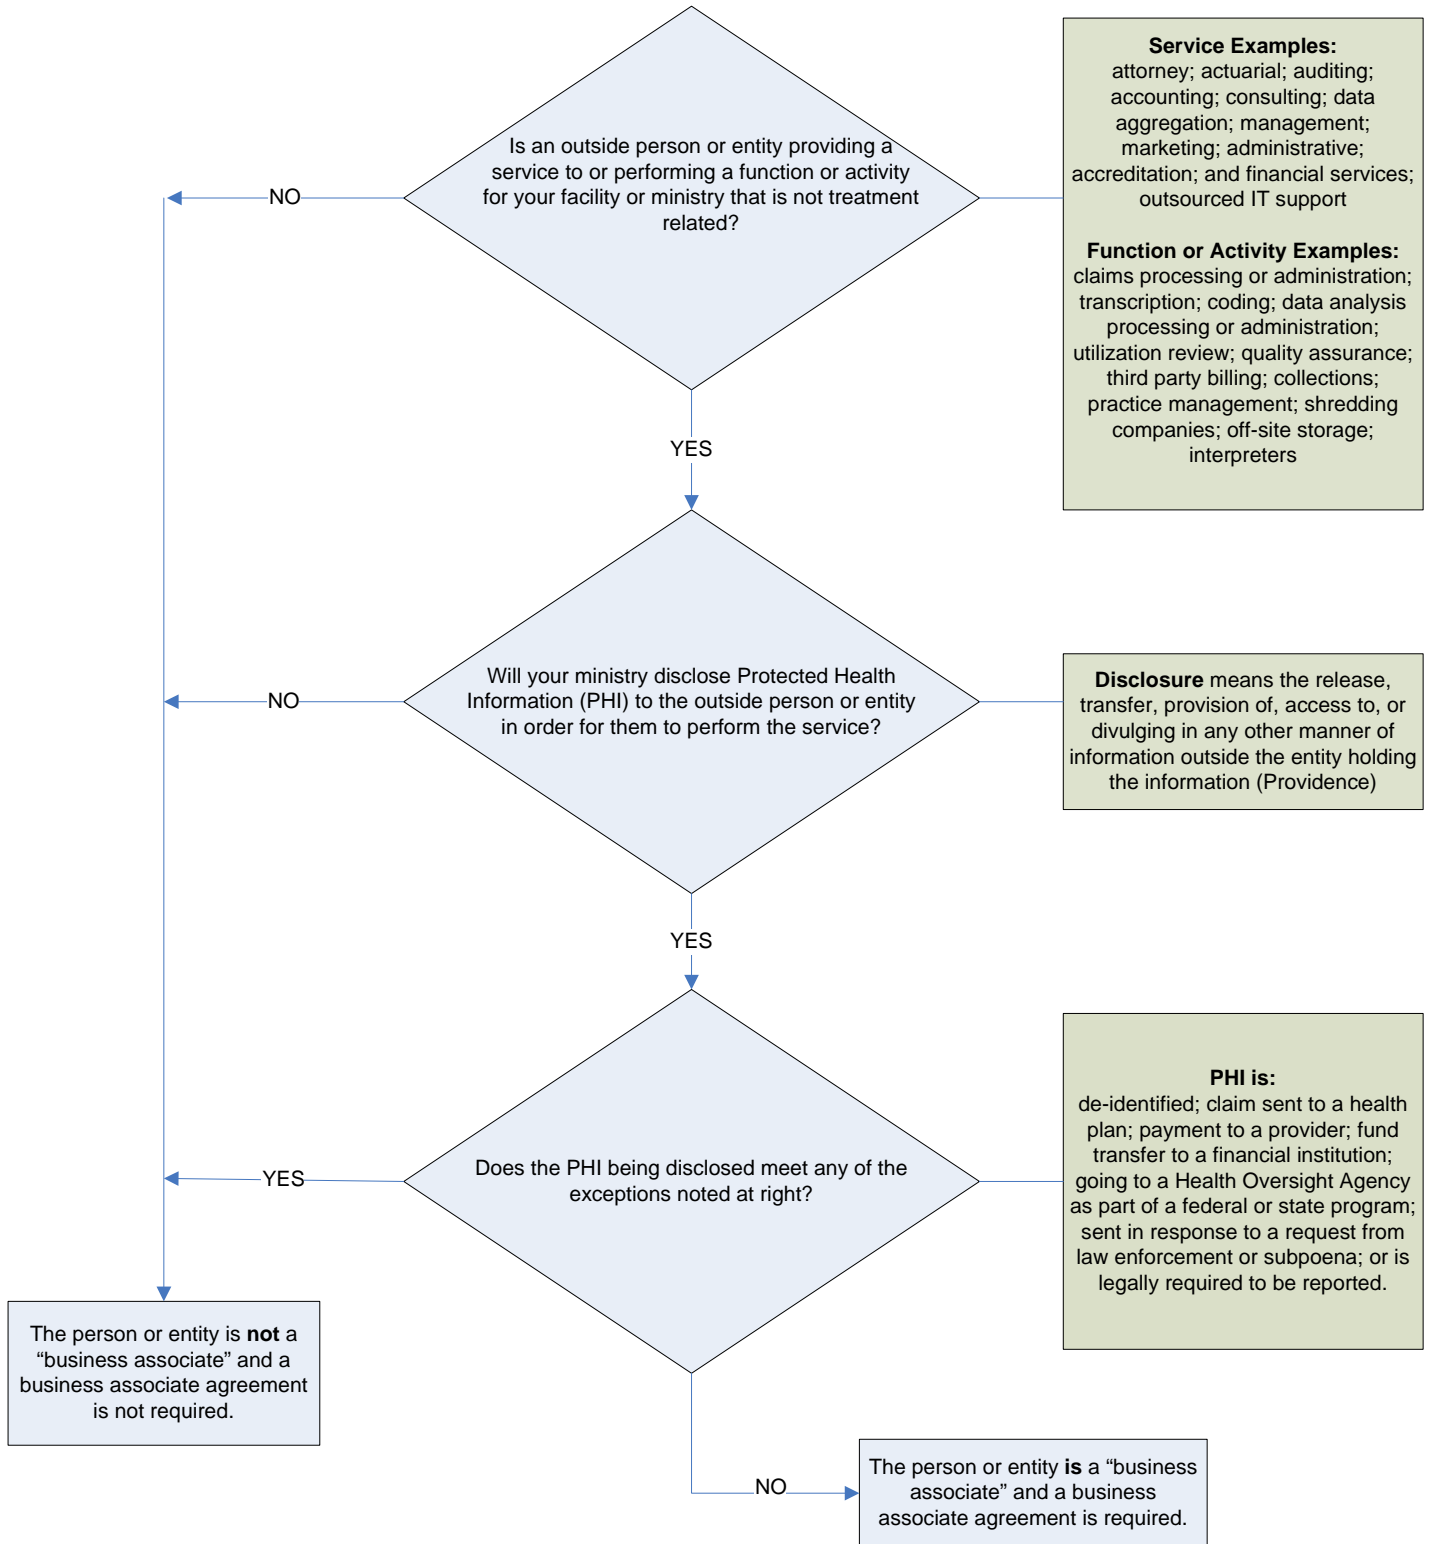 Is an outside person or entity providing a
service to or performing a function or activity
for your facility or ministry that is not treatment
related?
Service Examples:
attorney; actuarial; auditing;
accounting; consulting; data
aggregation; management;
marketing; administrative;
accreditation; and financial services;
outsourced IT support
Function or Activity Examples:
claims processing or administration;
transcription; coding; data analysis
processing or administration;
utilization review; quality assurance;
third party billing; collections;
practice management; shredding
companies; off-site storage;
interpreters
NO
YES
Will your ministry disclose Protected Health
Information (PHI) to the outside person or entity
in order for them to perform the service?
Disclosure means the release,
transfer, provision of, access to, or
divulging in any other manner of
information outside the entity holding
the information (Providence)
NO
YES
Does the PHI being disclosed meet any of the
exceptions noted at right?
PHI is:
de-identified; claim sent to a health
plan; payment to a provider; fund
transfer to a financial institution;
going to a Health Oversight Agency
as part of a federal or state program;
sent in response to a request from
law enforcement or subpoena; or is
legally required to be reported.
YES
The person or entity is not a
“business associate” and a
business associate agreement
is not required.
NO
The person or entity is a “business
associate” and a business
associate agreement is required.